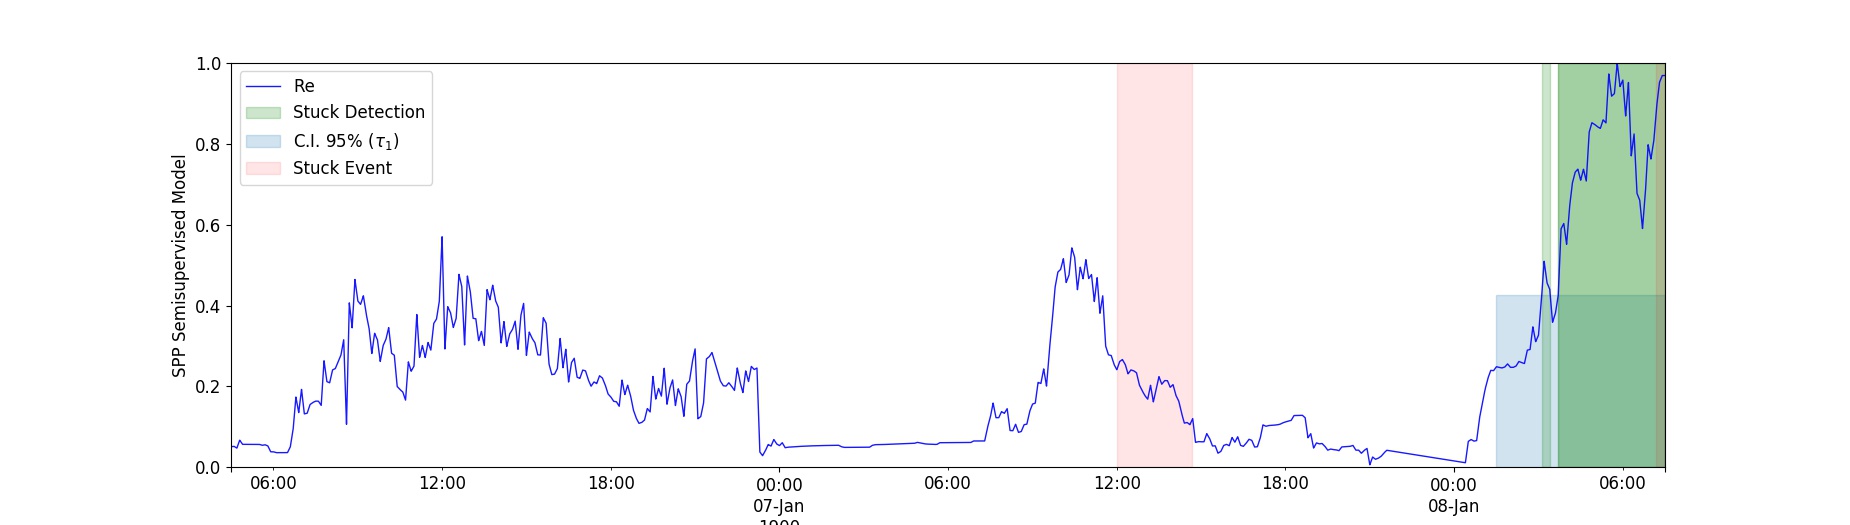 SPP Semisupervised Model
1.0
0.8
0.6
0.4
0.2
0.0
Re
Stuck Detection
C.I. 95% (τ₁)
Stuck Event
06:00
12:00
18:00
00:00
07-Jan
1900
06:00
12:00
18:00
00:00
08-Jan
06:00